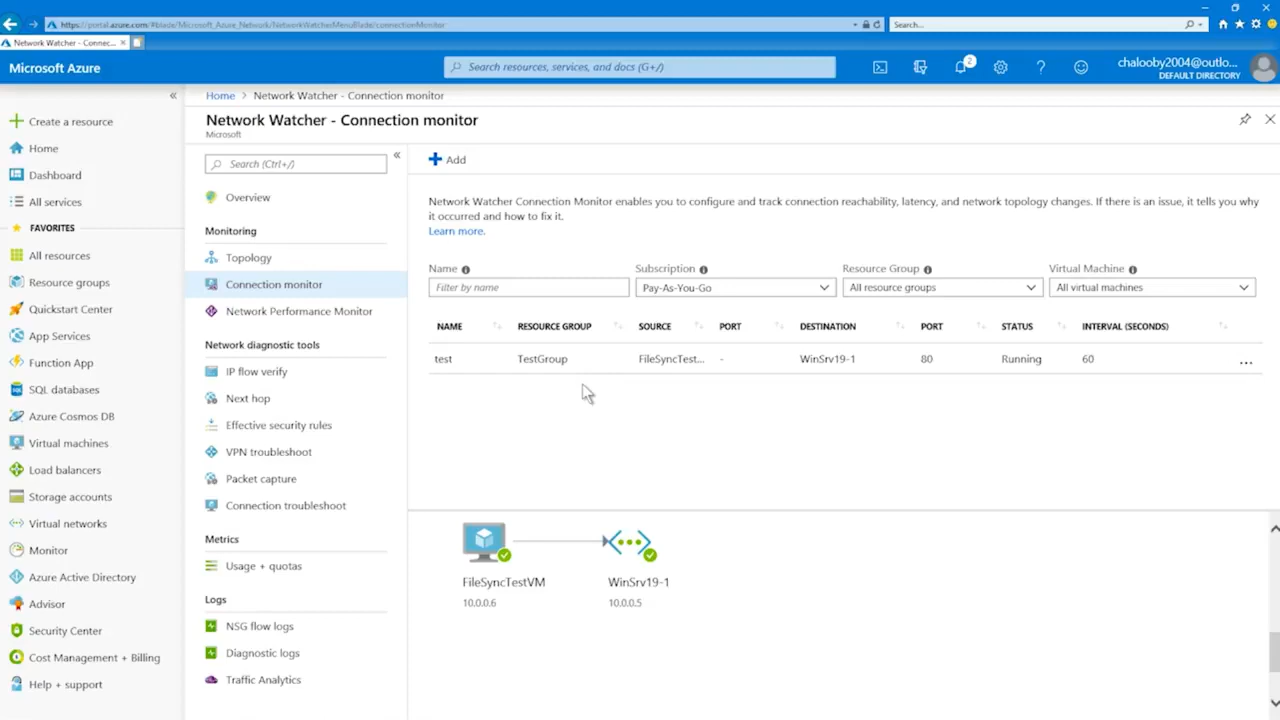 https://portal.azure.com/#blade/Microsoft_Azure_Network/NetworkWatcherMenuBlade/connectionMonitor
Search...
Network Watcher - Connec...
Microsoft Azure
Search resources, services, and docs (G+/)
2
chalooby2004@outlo...
DEFAULT DIRECTORY
Create a resource
Home
Dashboard
All services
FAVORITES
All resources
Resource groups
Quickstart Center
App Services
Function App
SQL databases
Azure Cosmos DB
Virtual machines
Load balancers
Storage accounts
Virtual networks
Monitor
Azure Active Directory
Advisor
Security Center
Cost Management + Billing
Help + support
Home > Network Watcher - Connection monitor
Network Watcher - Connection monitor
Microsoft
Search (Ctrl+/)
Overview
Monitoring
Topology
Connection monitor
Network Performance Monitor
Network diagnostic tools
IP flow verify
Next hop
Effective security rules
VPN troubleshoot
Packet capture
Connection troubleshoot
Metrics
Usage + quotas
Logs
NSG flow logs
Diagnostic logs
Traffic Analytics
Add
Network Watcher Connection Monitor enables you to configure and track connection reachability, latency, and network topology changes. If there is an issue, it tells you why
it occurred and how to fix it.
Learn more.
Name Subscription Resource Group Virtual Machine
Filter by name Pay-As-You-Go All resource groups All virtual machines
NAME RESOURCE GROUP SOURCE PORT DESTINATION PORT STATUS INTERVAL (SECONDS)
test TestGroup FileSyncTest... - WinSrv19-1 80 Running 60 ...
FileSyncTestVM WinSrv19-1
10.0.0.6 10.0.0.5